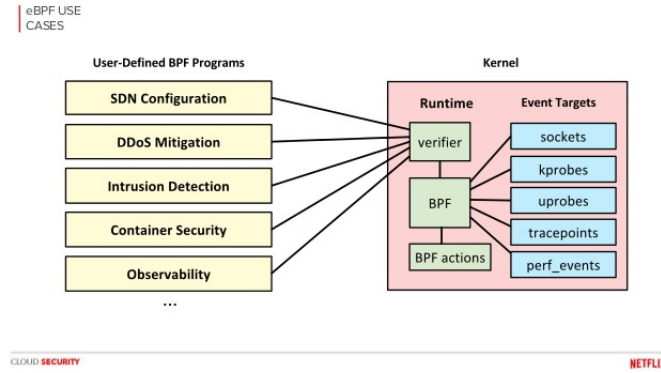 eBPF USE
CASES
User-Defined BPF Programs
SDN Configuration
DDoS Mitigation
Intrusion Detection
Container Security
Observability
...
Kernel
Runtime
verifier
BPF
BPF actions
Event Targets
sockets
kprobes
uprobes
tracepoints
perf_events
CLOUD SECURITY
NETFLI